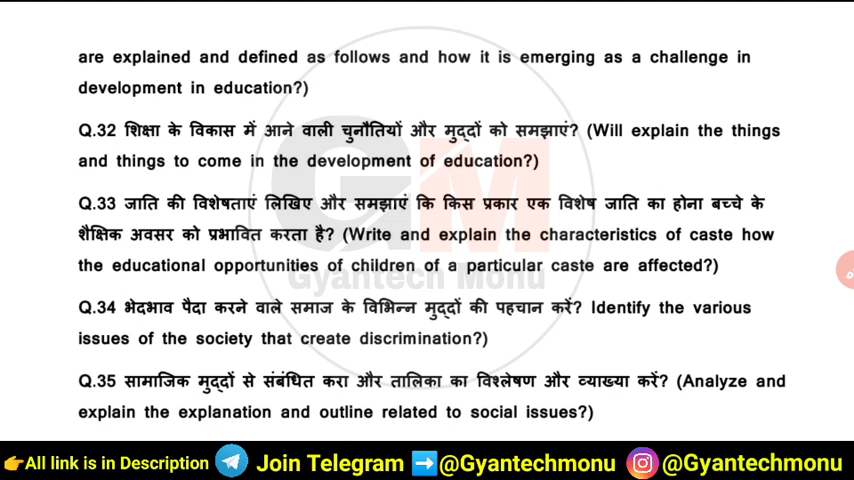 are explained and defined as follows and how it is emerging as a challenge in
development in education?)
Q.32 शिक्षा के विकास में आने वाली चुनौतियों और मुद्दों को समझाएं? (Will explain the things
and things to come in the development of education?)
Q.33 जाति की विशेषताएं लिखिए और समझाएं कि किस प्रकार एक विशेष जाति का होना बच्चे के
शैक्षिक अवसर को प्रभावित करता है? (Write and explain the characteristics of caste how
the educational opportunities of children of a particular caste are affected?)
Gyantech Monu
Q.34 भेदभाव पैदा करने वाले समाज के विभिन्न मुद्दों की पहचान करें? Identify the various
issues of the society that create discrimination?)
Q.35 सामाजिक मुद्दों से संबंधित करा और तालिका का विश्लेषण और व्याख्या करें? (Analyze and
explain the explanation and outline related to social issues?)
All link is in Description Join Telegram @Gyantechmonu @Gyantechmonu